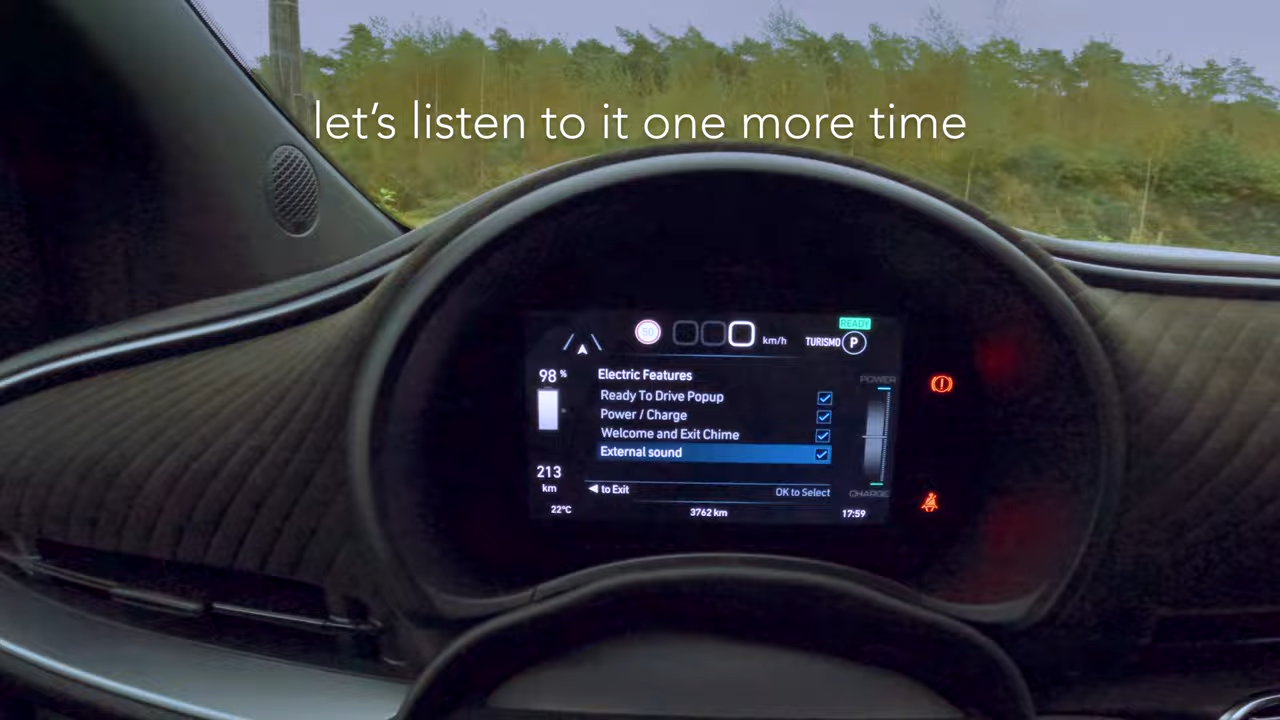 let's listen to it one more time
50
km/h
READY
TURISMO P
98 %
Electric Features
POWER
Ready To Drive Popup
Power / Charge
Welcome and Exit Chime
External sound
213
km
to Exit
OK to Select
CHARGE
22°C
3762 km
17:59